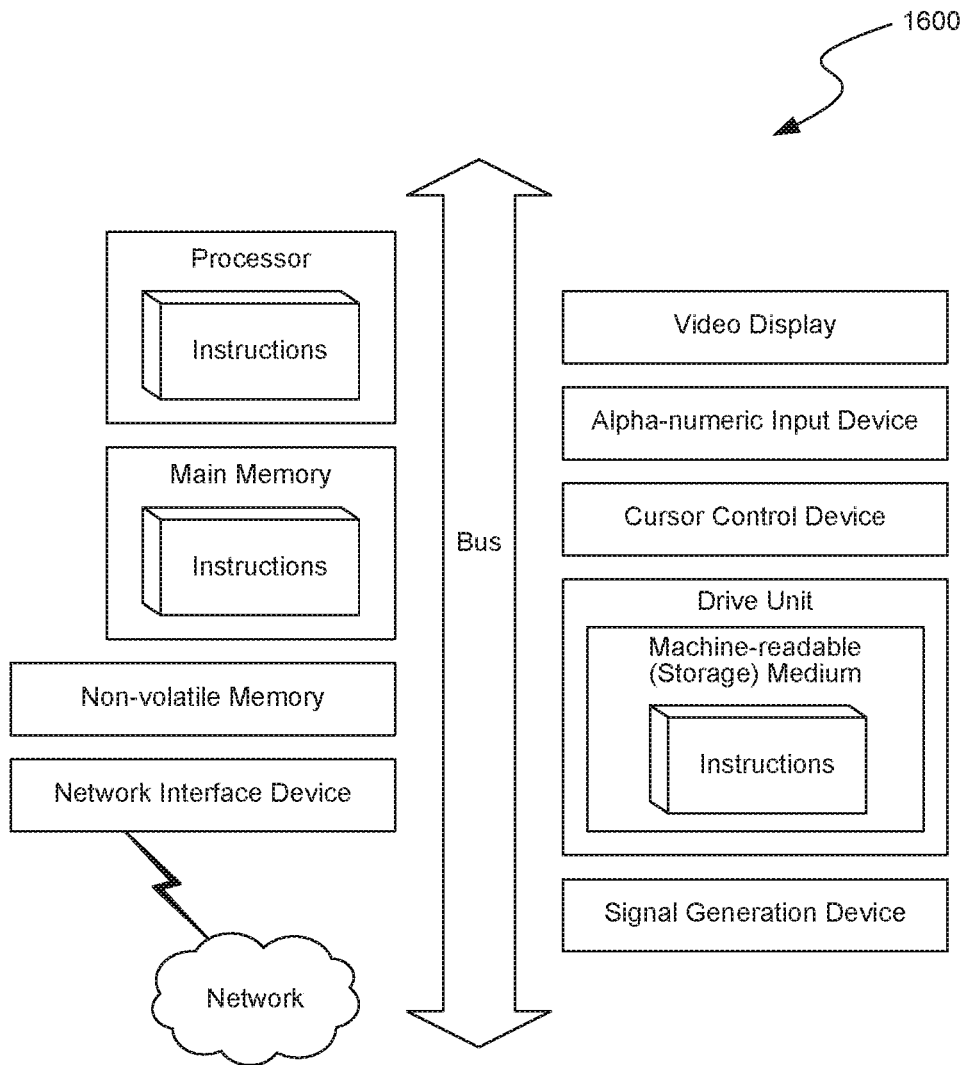 1600
Processor
Instructions
Main Memory
Instructions
Non-volatile Memory
Network Interface Device
Network
Bus
Video Display
Alpha-numeric Input Device
Cursor Control Device
Drive Unit
Machine-readable
(Storage) Medium
Instructions
Signal Generation Device